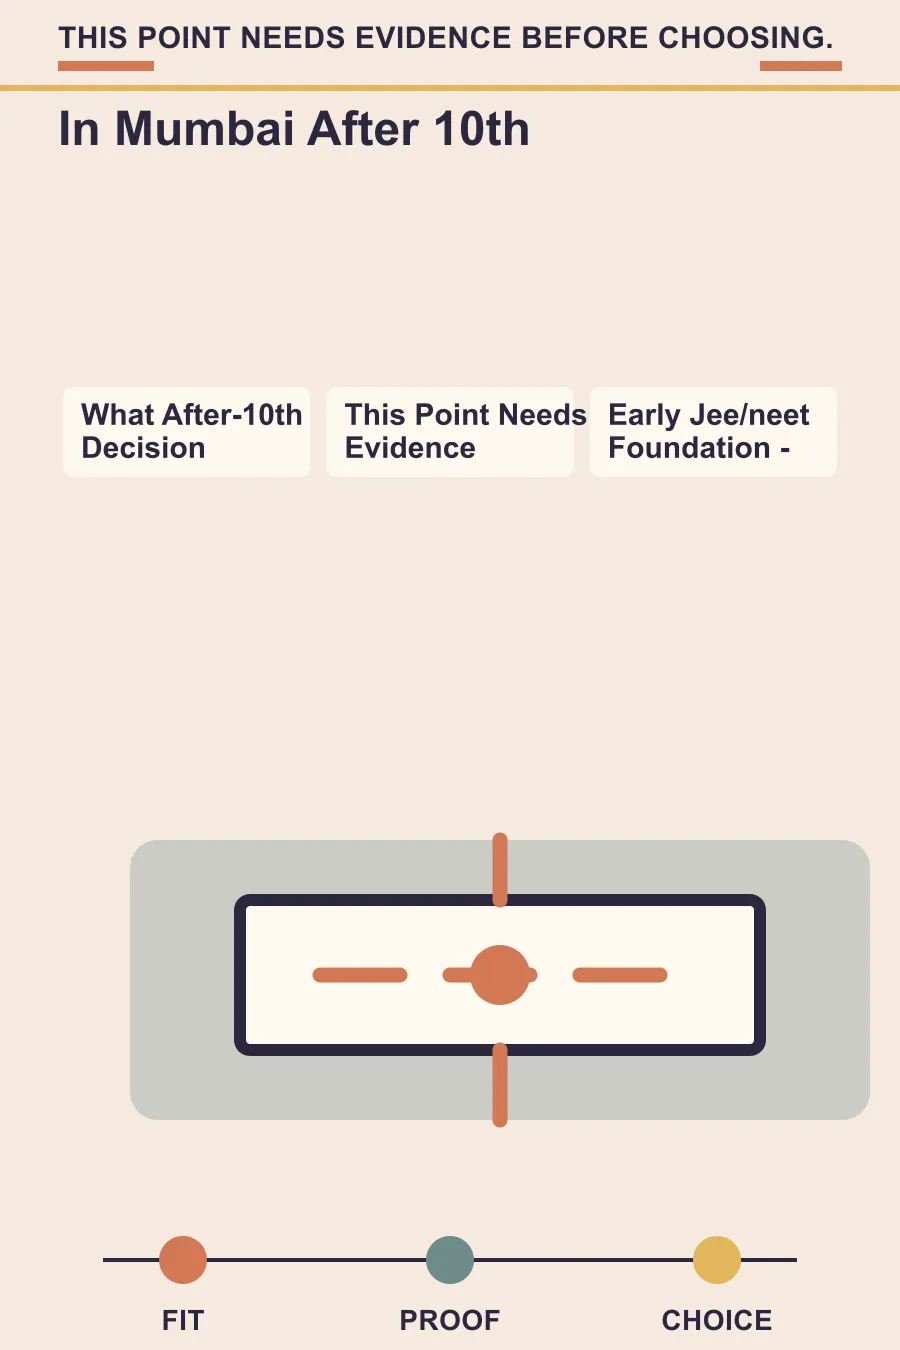 THIS POINT NEEDS EVIDENCE BEFORE CHOOSING.
In Mumbai After 10th
What After-10th
Decision
This Point Needs
Evidence
Early Jee/neet
Foundation -
FIT
PROOF
CHOICE